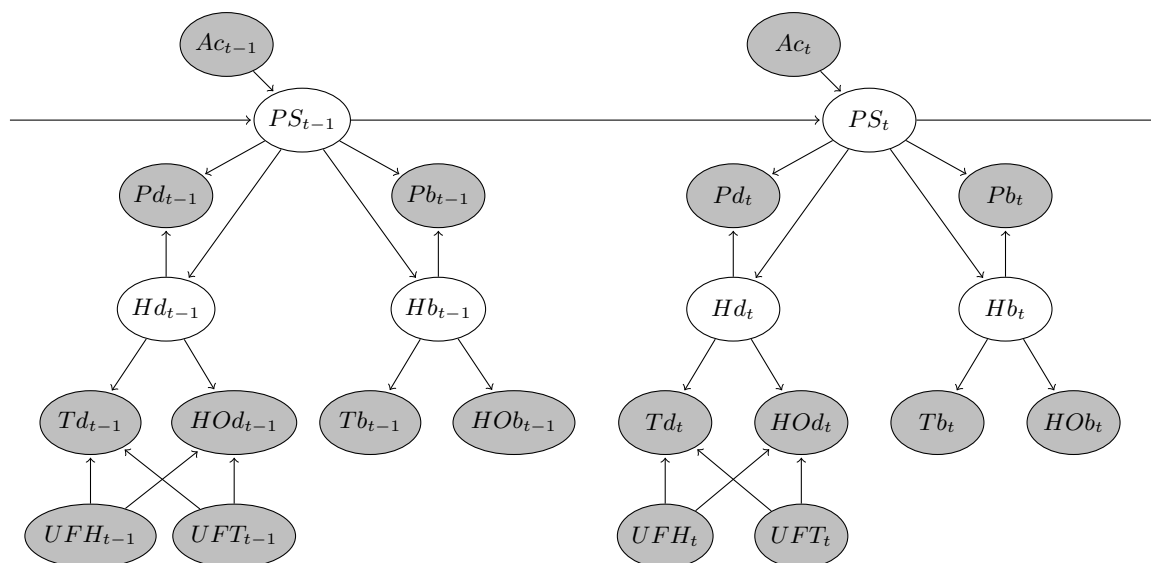 Ac_{t−1} Ac_t
PS_{t−1} PS_t
Pd_{t−1} Pb_{t−1} Pd_t Pb_t
Hd_{t−1} Hb_{t−1} Hd_t Hb_t
Td_{t−1} HOd_{t−1} Tb_{t−1} HOb_{t−1} Td_t HOd_t Tb_t HOb_t
UFH_{t−1} UFT_{t−1} UFH_t UFT_t